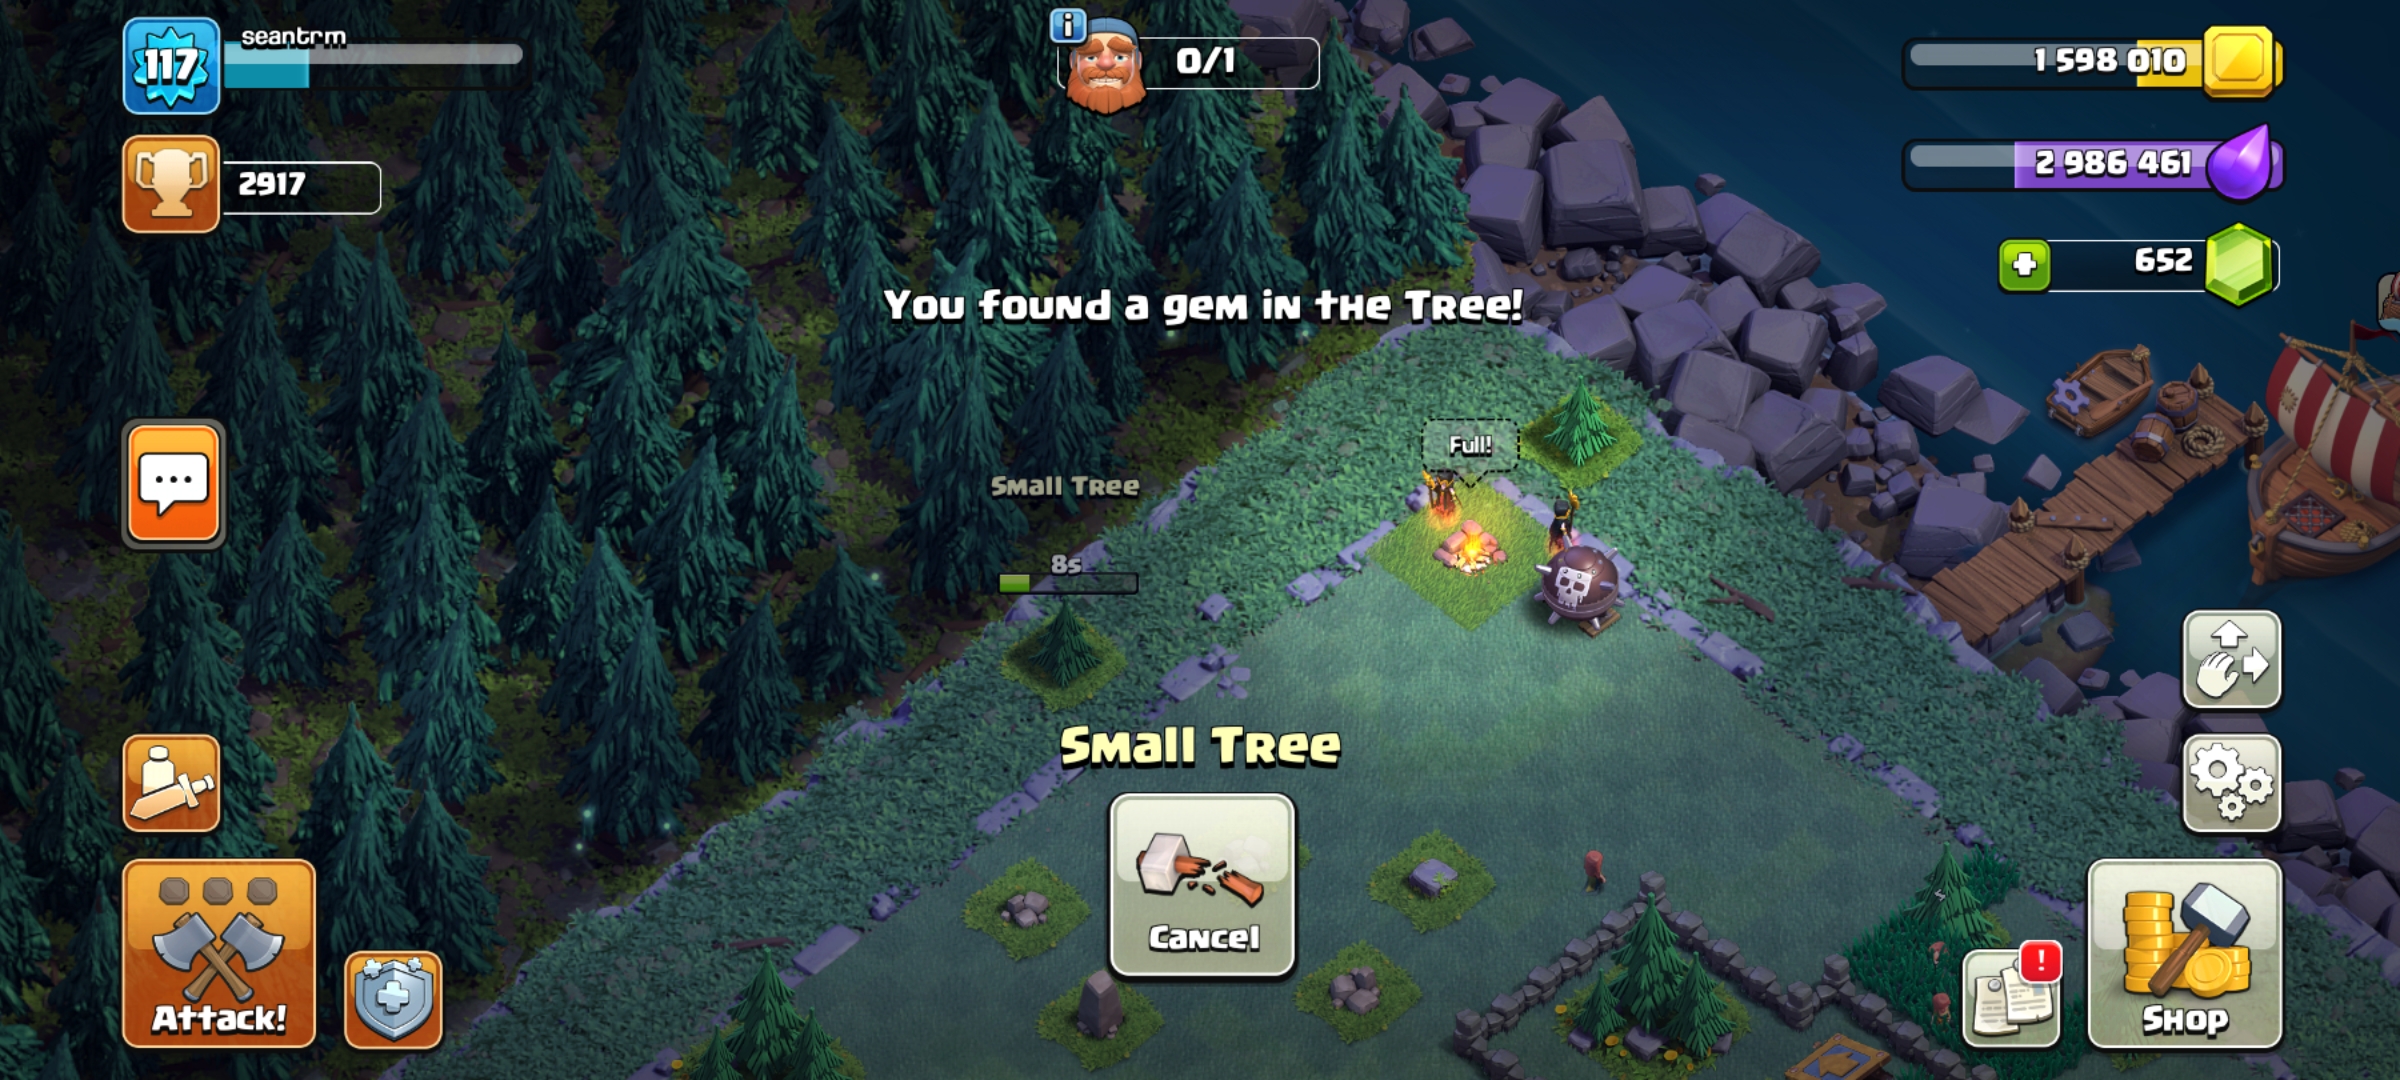 117
seantrm
0/1
1 598 010
2917
2 986 461
652
You found a gem in the Tree!
Full!
Small Tree
8s
Small Tree
Cancel
Attack!
!
Shop